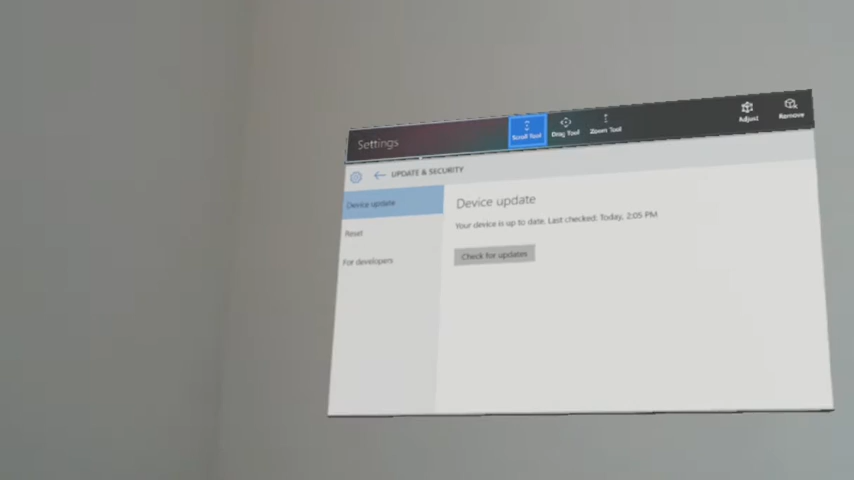 Settings
Scroll Tool
Drag Tool
Zoom Tool
Adjust
Remove
UPDATE & SECURITY
Device update
Reset
For developers
Device update
Your device is up to date. Last checked: Today, 2:05 PM
Check for updates